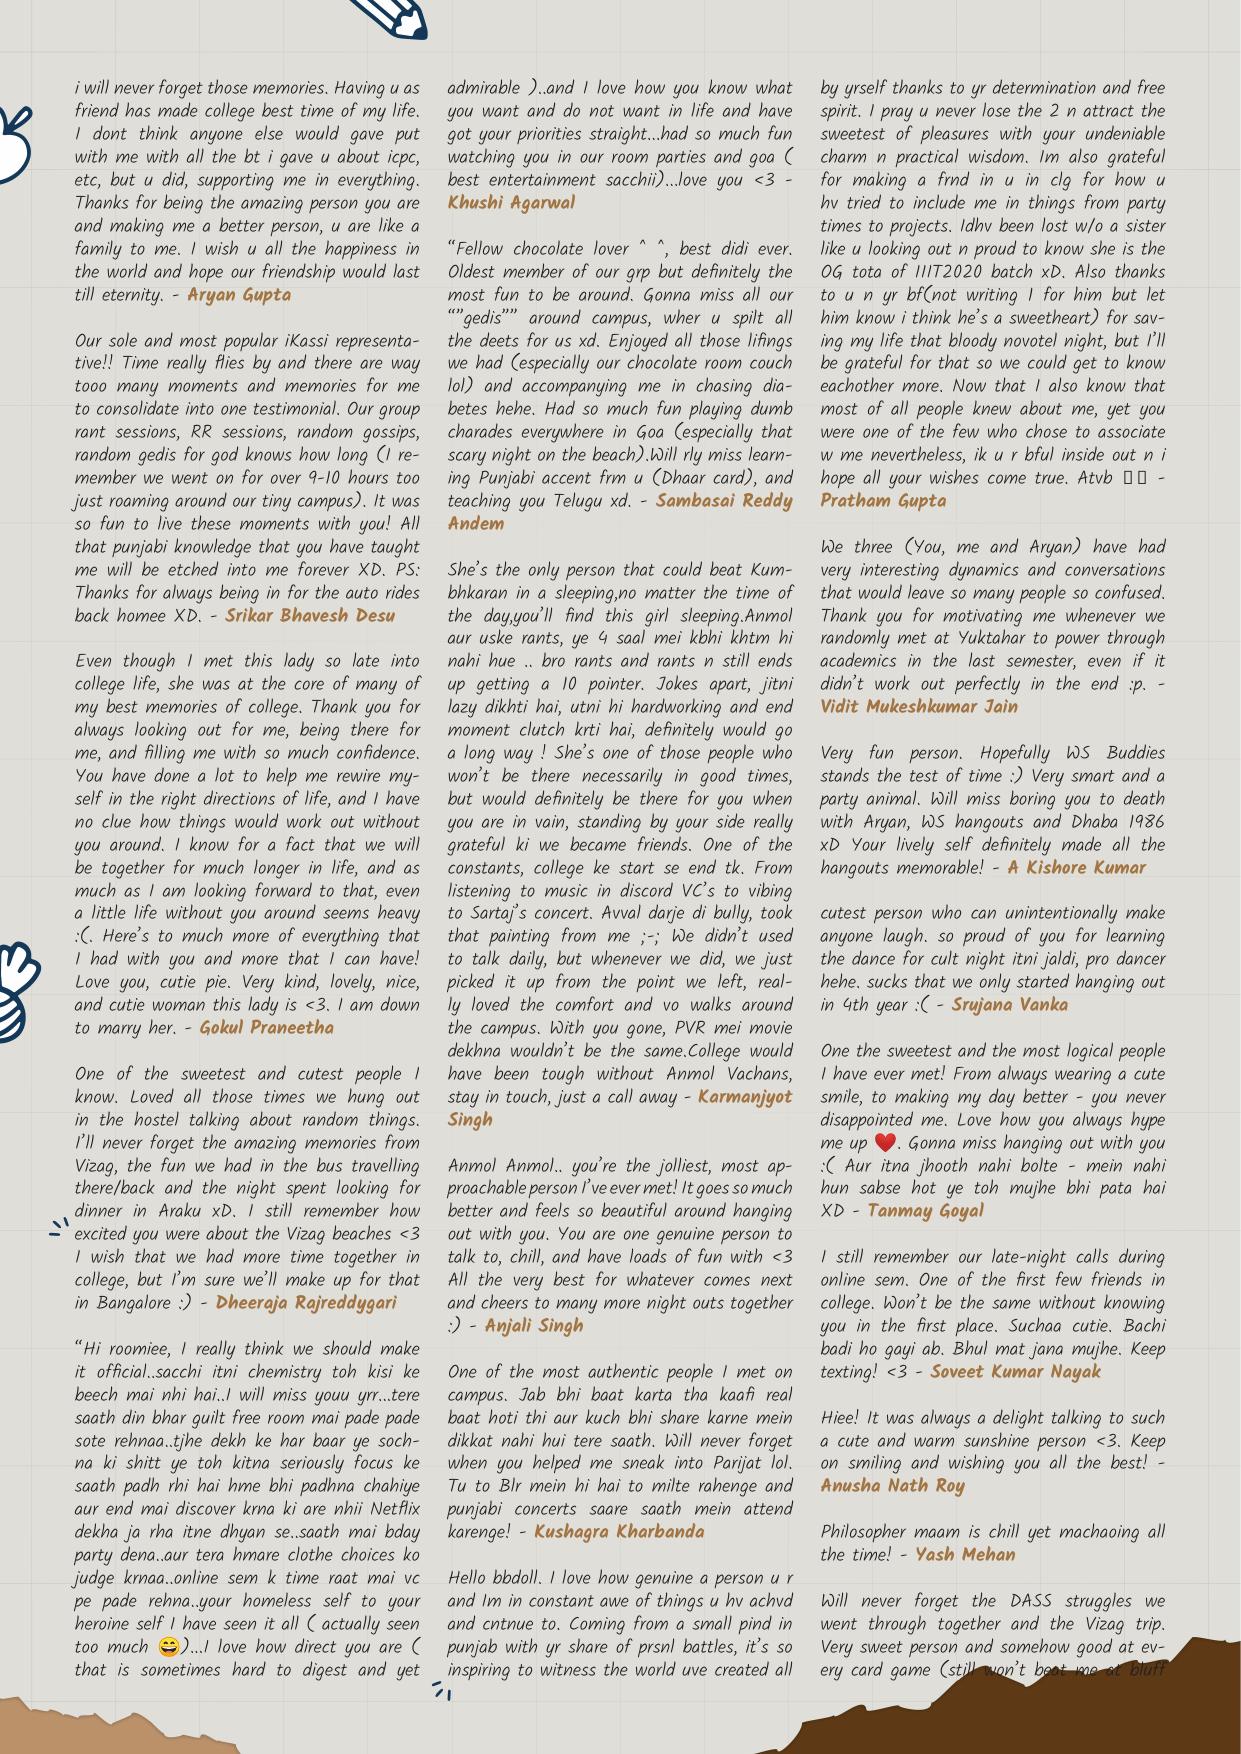 i will never forget those memories. Having u as
friend has made college best time of my life.
I dont think anyone else would gave put
with me with all the bt i gave u about icpc,
etc, but u did, supporting me in everything.
Thanks for being the amazing person you are
and making me a better person, u are like a
family to me. I wish u all the happiness in
the world and hope our friendship would last
till eternity. - Aryan Gupta
Our sole and most popular iKassi representa-
tive!! Time really flies by and there are way
tooo many moments and memories for me
to consolidate into one testimonial. Our group
rant sessions, RR sessions, random gossips,
random gedis for god knows how long (I re-
member we went on for over 9-10 hours too
just roaming around our tiny campus). It was
so fun to live these moments with you! All
that punjabi knowledge that you have taught
me will be etched into me forever XD. PS:
Thanks for always being in for the auto rides
back homee XD. - Srikar Bhavesh Desu
Even though I met this lady so late into
college life, she was at the core of many of
my best memories of college. Thank you for
always looking out for me, being there for
me, and filling me with so much confidence.
You have done a lot to help me rewire my-
self in the right directions of life, and I have
no clue how things would work out without
you around. I know for a fact that we will
be together for much longer in life, and as
much as I am looking forward to that, even
a little life without you around seems heavy
:(. Here's to much more of everything that
I had with you and more that I can have!
Love you, cutie pie. Very kind, lovely, nice,
and cutie woman this lady is <3. I am down
to marry her. - Gokul Praneetha
One of the sweetest and cutest people I
know. Loved all those times we hung out
in the hostel talking about random things.
I'll never forget the amazing memories from
Vizag, the fun we had in the bus travelling
there/back and the night spent looking for
dinner in Araku xD. I still remember how
excited you were about the Vizag beaches <3
I wish that we had more time together in
college, but I'm sure we'll make up for that
in Bangalore :) - Dheeraja Rajreddygari
“Hi roomiee, I really think we should make
it official..sacchi itni chemistry toh kisi ke
beech mai nhi hai..I will miss youu yrr...tere
saath din bhar guilt free room mai pade pade
sote rehnaa..tjhe dekh ke har baar ye soch-
na ki shitt ye toh kitna seriously focus ke
saath padh rhi hai hme bhi padhna chahiye
aur end mai discover krna ki are nhii Netflix
dekha ja rha itne dhyan se..saath mai bday
party dena..aur tera hmare clothe choices ko
judge krnaa..online sem k time raat mai vc
pe pade rehna..your homeless self to your
heroine self I have seen it all ( actually seen
too much 😄)...I love how direct you are (
that is sometimes hard to digest and yet
admirable )..and I love how you know what
you want and do not want in life and have
got your priorities straight...had so much fun
watching you in our room parties and goa (
best entertainment sacchii)...love you <3 -
Khushi Agarwal
“Fellow chocolate lover ^ ^, best didi ever.
Oldest member of our grp but definitely the
most fun to be around. Gonna miss all our
“”gedis”” around campus, wher u spilt all
the deets for us xd. Enjoyed all those lifings
we had (especially our chocolate room couch
lol) and accompanying me in chasing dia-
betes hehe. Had so much fun playing dumb
charades everywhere in Goa (especially that
scary night on the beach).Will rly miss learn-
ing Punjabi accent frm u (Dhaar card), and
teaching you Telugu xd. - Sambasai Reddy
Andem
She's the only person that could beat Kum-
bhkaran in a sleeping,no matter the time of
the day,you'll find this girl sleeping.Anmol
aur uske rants, ye 4 saal mei kbhi khtm hi
nahi hue .. bro rants and rants n still ends
up getting a 10 pointer. Jokes apart, jitni
lazy dikhti hai, utni hi hardworking and end
moment clutch krti hai, definitely would go
a long way ! She's one of those people who
won't be there necessarily in good times,
but would definitely be there for you when
you are in vain, standing by your side really
grateful ki we became friends. One of the
constants, college ke start se end tk. From
listening to music in discord VC's to vibing
to Sartaj's concert. Avval darje di bully, took
that painting from me ;-; We didn't used
to talk daily, but whenever we did, we just
picked it up from the point we left, real-
ly loved the comfort and vo walks around
the campus. With you gone, PVR mei movie
dekhna wouldn't be the same.College would
have been tough without Anmol Vachans,
stay in touch, just a call away - Karmanjyot
Singh
Anmol Anmol.. you're the jolliest, most ap-
proachable person I've ever met! It goes so much
better and feels so beautiful around hanging
out with you. You are one genuine person to
talk to, chill, and have loads of fun with <3
All the very best for whatever comes next
and cheers to many more night outs together
:) - Anjali Singh
One of the most authentic people I met on
campus. Jab bhi baat karta tha kaafi real
baat hoti thi aur kuch bhi share karne mein
dikkat nahi hui tere saath. Will never forget
when you helped me sneak into Parijat lol.
Tu to Blr mein hi hai to milte rahenge and
punjabi concerts saare saath mein attend
karenge! - Kushagra Kharbanda
Hello bbdoll. I love how genuine a person u r
and Im in constant awe of things u hv achvd
and cntnue to. Coming from a small pind in
punjab with yr share of prsnl battles, it's so
inspiring to witness the world uve created all
by yrself thanks to yr determination and free
spirit. I pray u never lose the 2 n attract the
sweetest of pleasures with your undeniable
charm n practical wisdom. Im also grateful
for making a frnd in u in clg for how u
hv tried to include me in things from party
times to projects. Idhv been lost w/o a sister
like u looking out n proud to know she is the
OG tota of IIIT2020 batch xD. Also thanks
to u n yr bf(not writing 1 for him but let
him know i think he's a sweetheart) for sav-
ing my life that bloody novotel night, but I'll
be grateful for that so we could get to know
eachother more. Now that I also know that
most of all people knew about me, yet you
were one of the few who chose to associate
w me nevertheless, ik u r bful inside out n i
hope all your wishes come true. Atvb ▯▯ -
Pratham Gupta
We three (You, me and Aryan) have had
very interesting dynamics and conversations
that would leave so many people so confused.
Thank you for motivating me whenever we
randomly met at Yuktahar to power through
academics in the last semester, even if it
didn't work out perfectly in the end :p. -
Vidit Mukeshkumar Jain
Very fun person. Hopefully WS Buddies
stands the test of time :) Very smart and a
party animal. Will miss boring you to death
with Aryan, WS hangouts and Dhaba 1986
xD Your lively self definitely made all the
hangouts memorable! - A Kishore Kumar
cutest person who can unintentionally make
anyone laugh. so proud of you for learning
the dance for cult night itni jaldi, pro dancer
hehe. sucks that we only started hanging out
in 4th year :( - Srujana Vanka
One the sweetest and the most logical people
I have ever met! From always wearing a cute
smile, to making my day better - you never
disappointed me. Love how you always hype
me up ❤️. Gonna miss hanging out with you
:( Aur itna jhooth nahi bolte - mein nahi
hun sabse hot ye toh mujhe bhi pata hai
XD - Tanmay Goyal
I still remember our late-night calls during
online sem. One of the first few friends in
college. Won't be the same without knowing
you in the first place. Suchaa cutie. Bachi
badi ho gayi ab. Bhul mat jana mujhe. Keep
texting! <3 - Soveet Kumar Nayak
Hiee! It was always a delight talking to such
a cute and warm sunshine person <3. Keep
on smiling and wishing you all the best! -
Anusha Nath Roy
Philosopher maam is chill yet machaoing all
the time! - Yash Mehan
Will never forget the DASS struggles we
went through together and the Vizag trip.
Very sweet person and somehow good at ev-
ery card game (still won't beat me at bluff